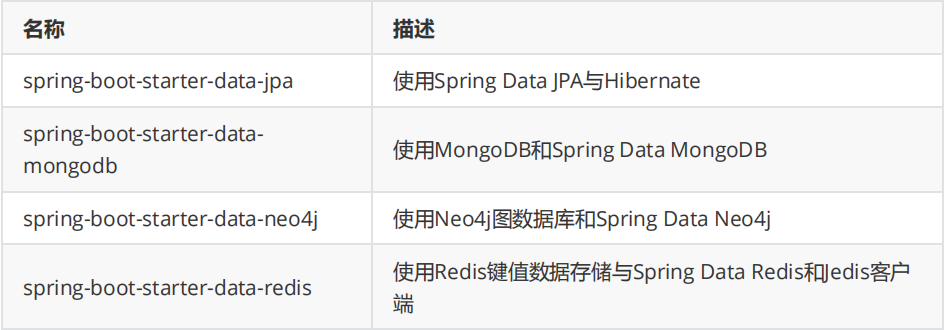 名称 描述
spring-boot-starter-data-jpa 使用Spring Data JPA与Hibernate
spring-boot-starter-data-
mongodb
使用MongoDB和Spring Data MongoDB
spring-boot-starter-data-neo4j 使用Neo4j图数据库和Spring Data Neo4j
spring-boot-starter-data-redis
使用Redis键值数据存储与Spring Data Redis和Jedis客户
端